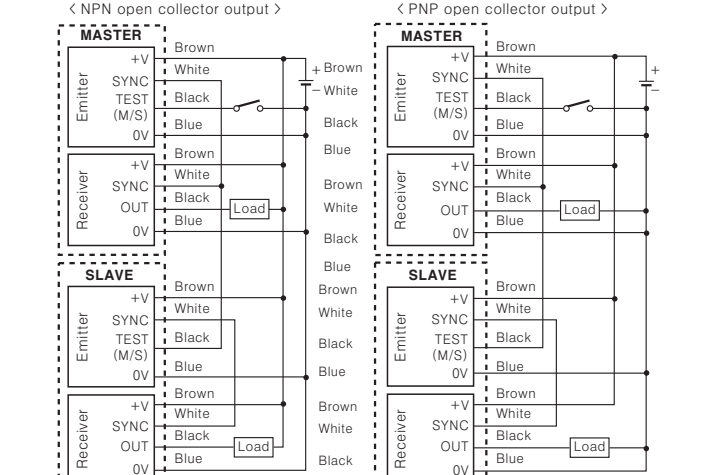 < NPN open collector output >
MASTER
Emitter
+V
Brown
SYNC
White
TEST
(M/S)
Black
0V
Blue
Receiver
+V
Brown
SYNC
White
OUT
Black
Load
0V
Blue
SLAVE
Emitter
+V
Brown
SYNC
White
TEST
(M/S)
Black
0V
Blue
Receiver
+V
Brown
SYNC
White
OUT
Black
Load
0V
+
−
Brown
White
Black
Blue
Brown
White
Black
Blue
Brown
White
Black
Blue
Brown
White
Black
< PNP open collector output >
MASTER
Emitter
+V
Brown
SYNC
White
TEST
(M/S)
Black
0V
Blue
+
−
Receiver
+V
Brown
SYNC
White
OUT
Black
Load
0V
Blue
SLAVE
Emitter
+V
Brown
SYNC
White
TEST
(M/S)
Black
0V
Blue
Receiver
+V
Brown
SYNC
White
OUT
Black
Load
0V